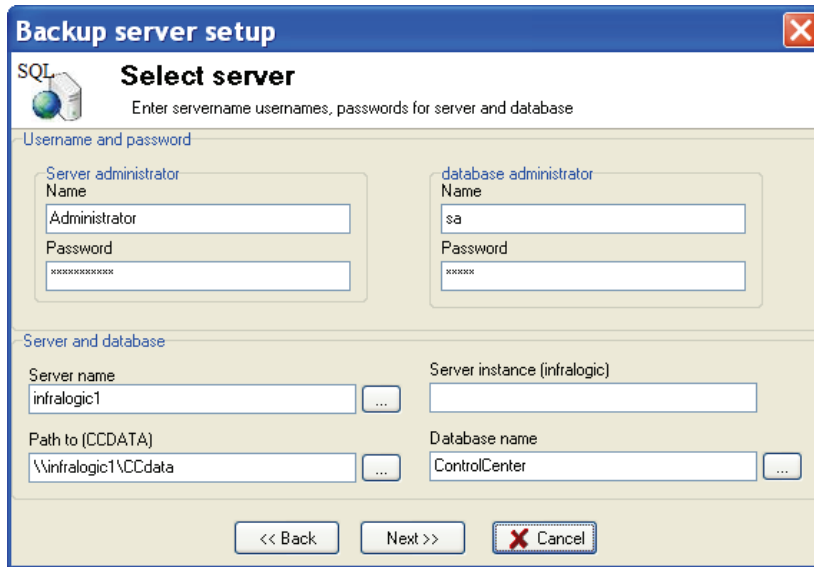 Backup server setup
SQL
Select server
Enter servername usernames, passwords for server and database
Username and password
Server administrator
Name
Administrator
Password
***********
database administrator
Name
sa
Password
*****
Server and database
Server name
infralogic1
...
Server instance (infralogic)
Path to (CCDATA)
\\infralogic1\CCdata
...
Database name
ControlCenter
...
<< Back
Next >>
Cancel